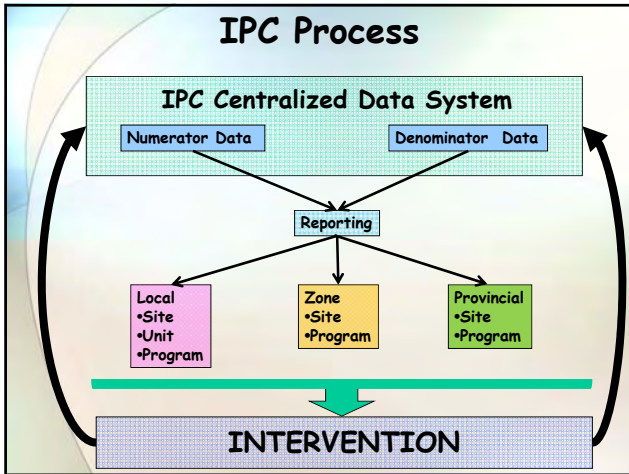 IPC Process
IPC Centralized Data System
Numerator Data
Denominator Data
Reporting
Local
•Site
•Unit
•Program
Zone
•Site
•Program
Provincial
•Site
•Program
INTERVENTION